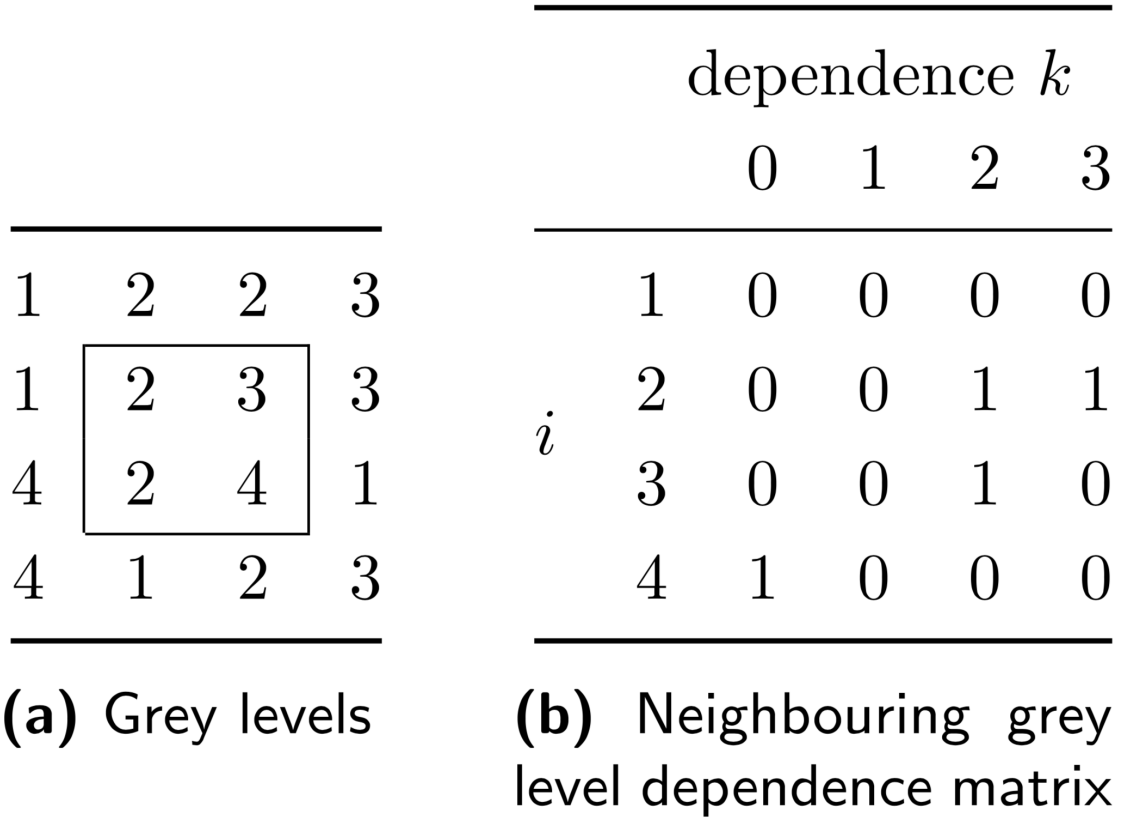 1 2 2 3
1 2 3 3
4 2 4 1
4 1 2 3
(a) Grey levels
dependence k
0 1 2 3
1 0 0 0 0
2 0 0 1 1
i
3 0 0 1 0
4 1 0 0 0
(b) Neighbouring grey
level dependence matrix